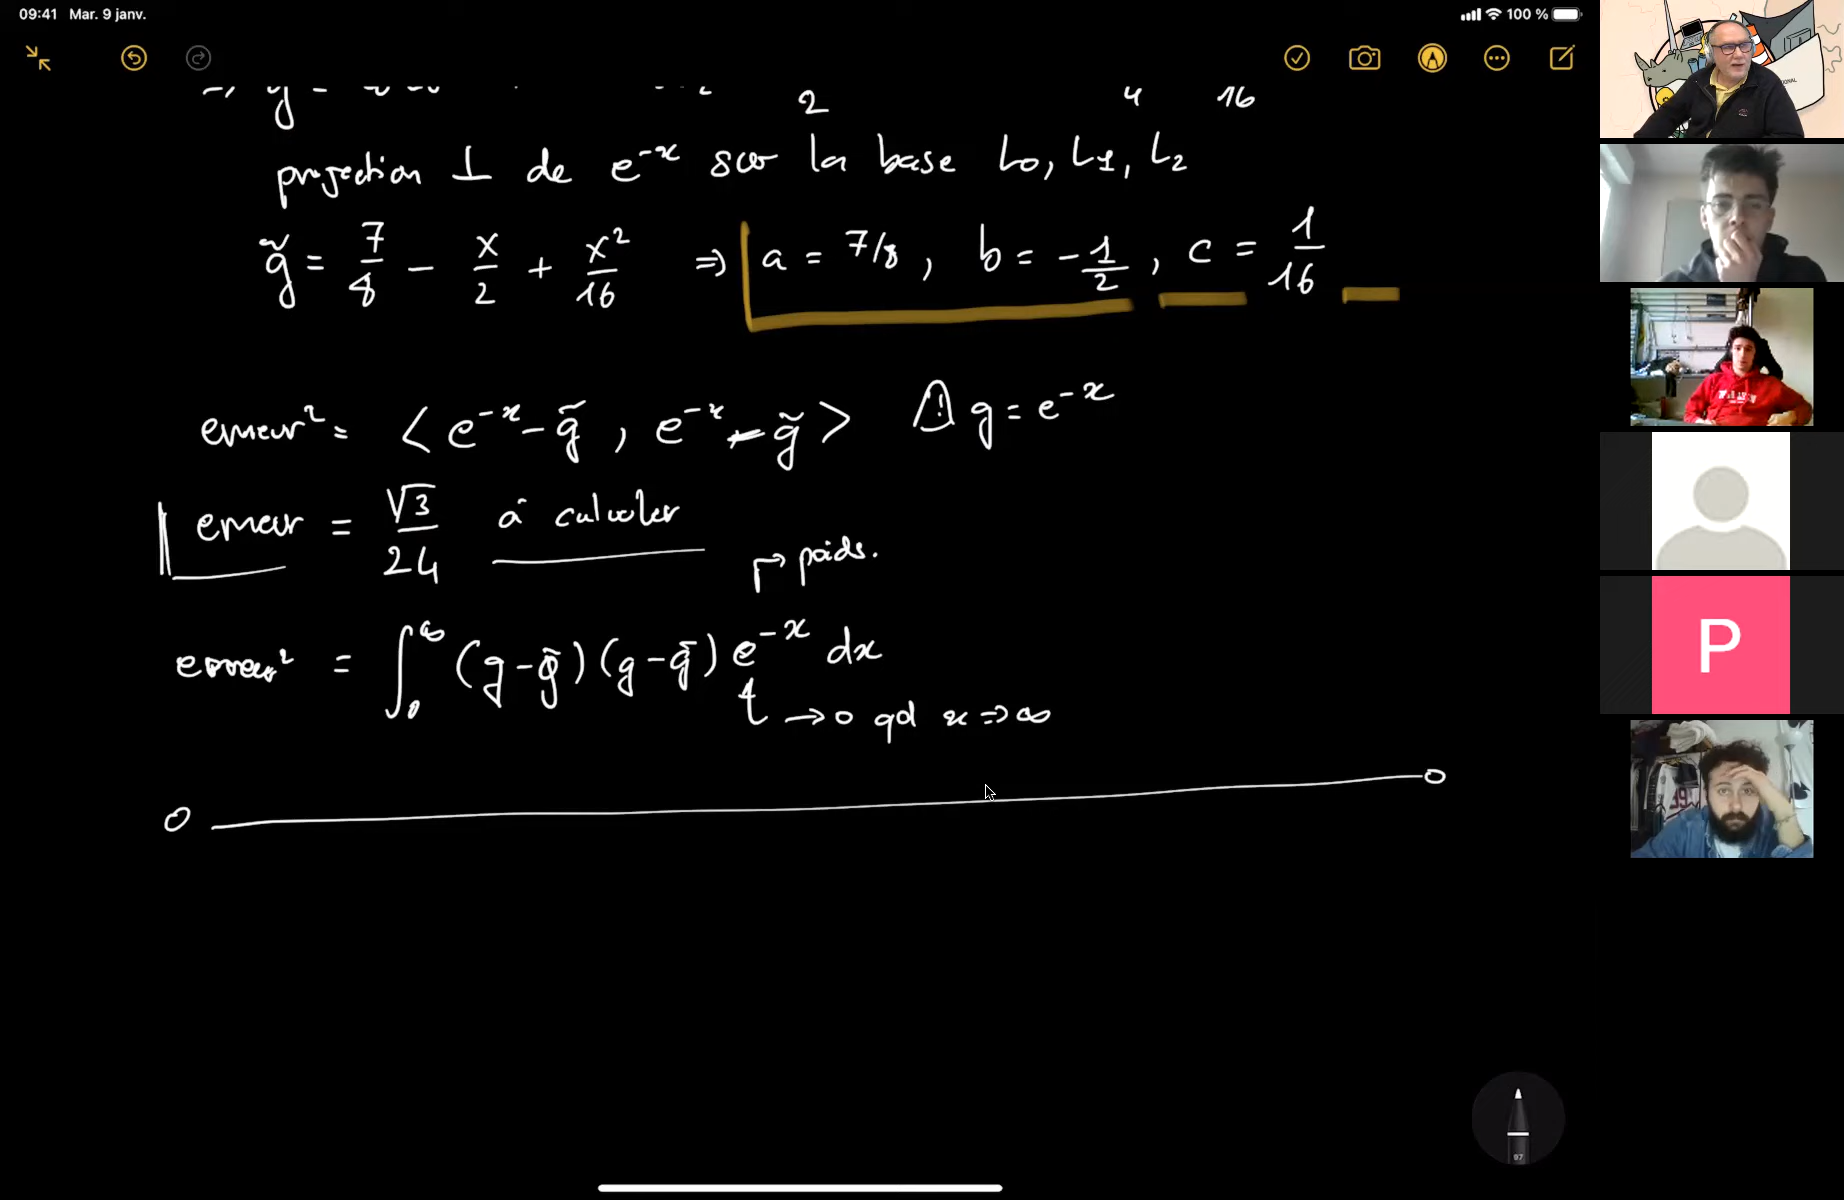 09:41 Mar. 9 janv. 100 %
2 4 16
projection ⊥ de e^{-x} sur la base L0, L1, L2
g̃ = 7/8 - x/2 + x²/16 ⇒ a = 7/8, b = -1/2, c = 1/16
erreur² = < e^{-x} - g̃ , e^{-x} - g̃ > ⚠ g = e^{-x}
erreur = √3/24 à calculer
↱ poids.
erreur² = ∫₀^∞ (g-g̃)(g-g̃) e^{-x} dx
→ 0 qd x => ∞
P
97